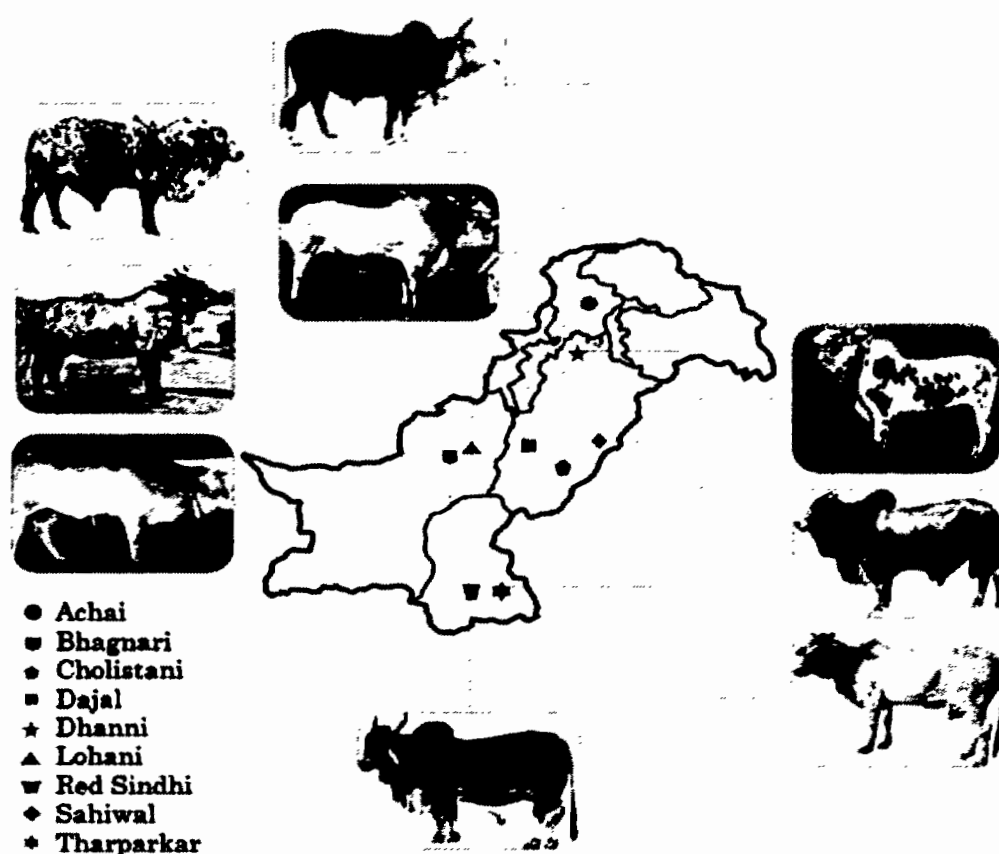 Achai
Bhagnari
Cholistani
Dajal
Dhanni
Lohani
Red Sindhi
Sahiwal
Tharparkar